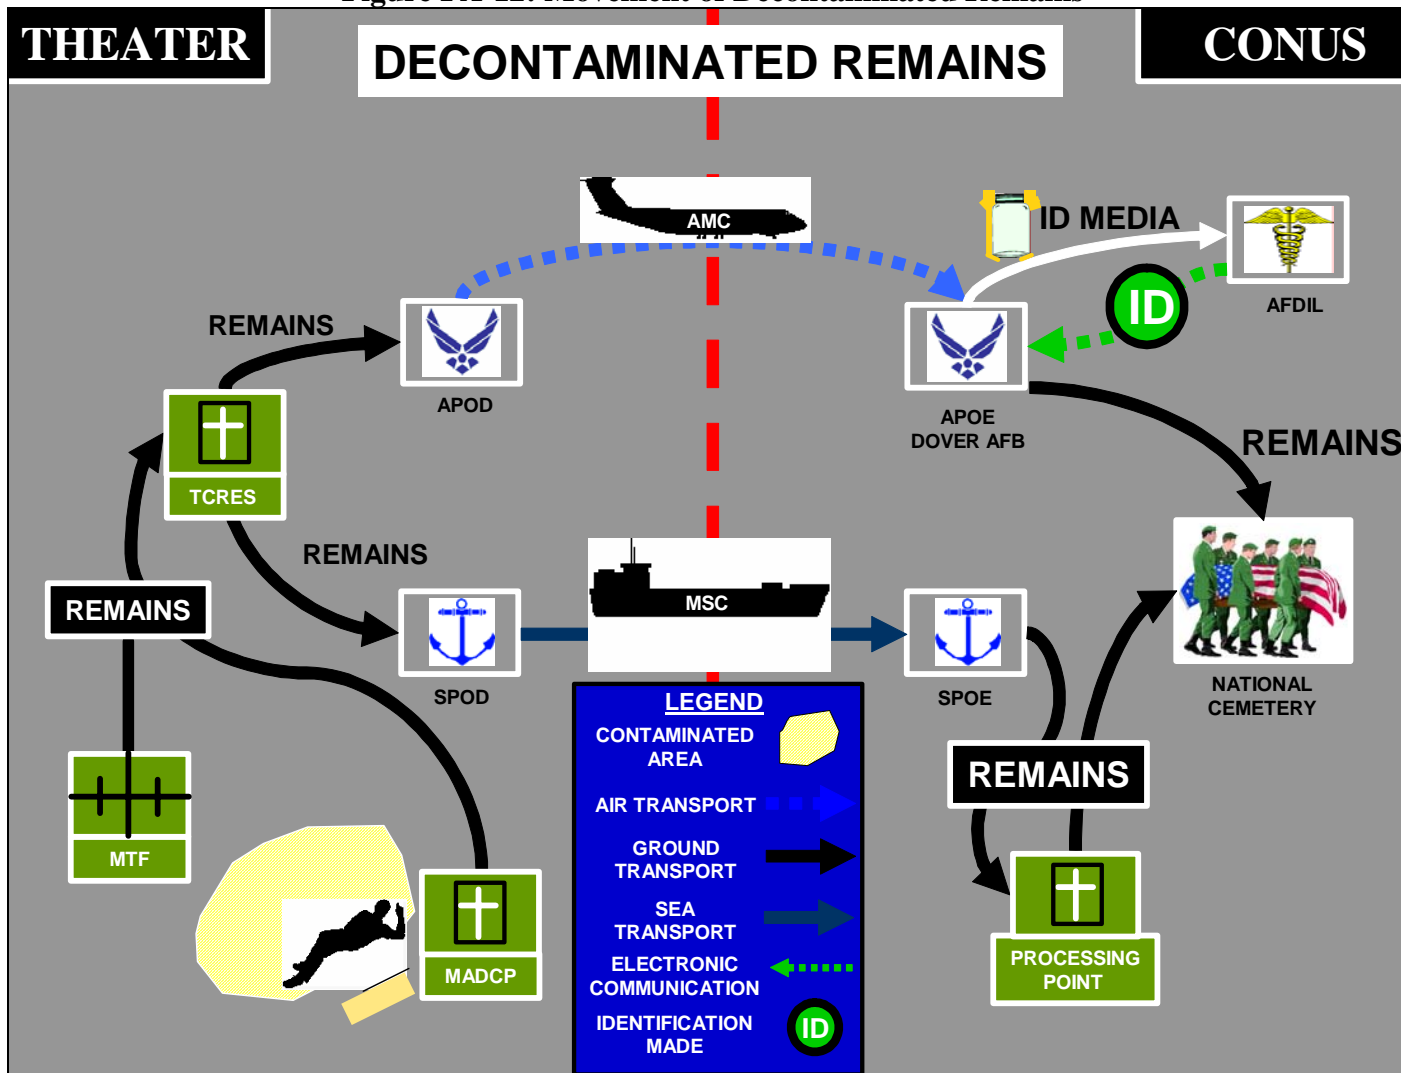 THEATER
DECONTAMINATED REMAINS
CONUS
AMC
ID MEDIA
AFDIL
ID
REMAINS
APOD
APOE
DOVER AFB
REMAINS
TCRES
REMAINS
REMAINS
MSC
SPOD
SPOE
NATIONAL
CEMETERY
MTF
MADCP
REMAINS
PROCESSING
POINT
LEGEND
CONTAMINATED
AREA
AIR TRANSPORT
GROUND
TRANSPORT
SEA
TRANSPORT
ELECTRONIC
COMMUNICATION
IDENTIFICATION
MADE
ID